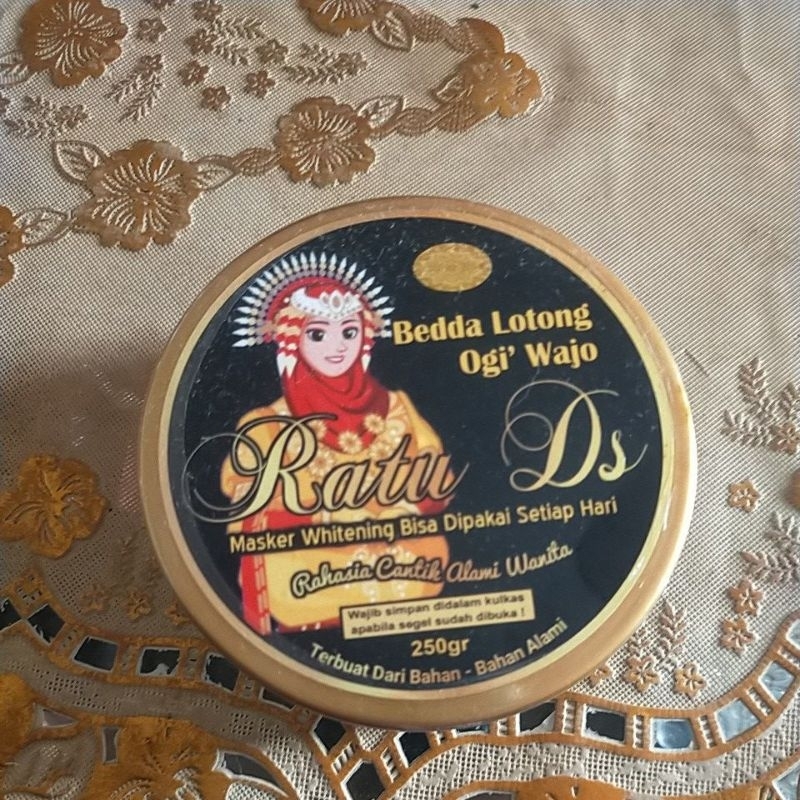 Bedda Lotong
Ogi' Wajo
Ratu Ds
Masker Whitening Bisa Dipakai Setiap Hari
Rahasia Cantik Alami Wanita
Wajib simpan didalam kulkas
apabila segel sudah dibuka !
250gr
Terbuat Dari Bahan - Bahan Alami